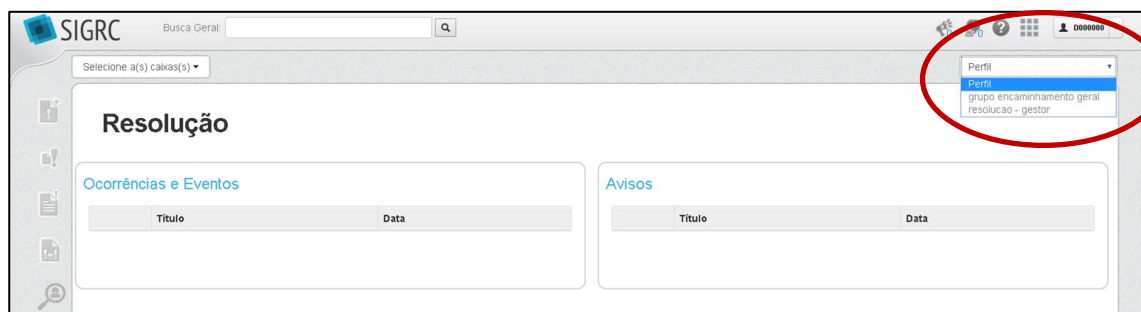 SIGRC
Busca Geral:
D000000
Selecione a(s) caixas(s)
Perfil
Perfil
grupo encaminhamento geral
resolucao - gestor
Resolução
Ocorrências e Eventos
Título Data
Avisos
Título Data